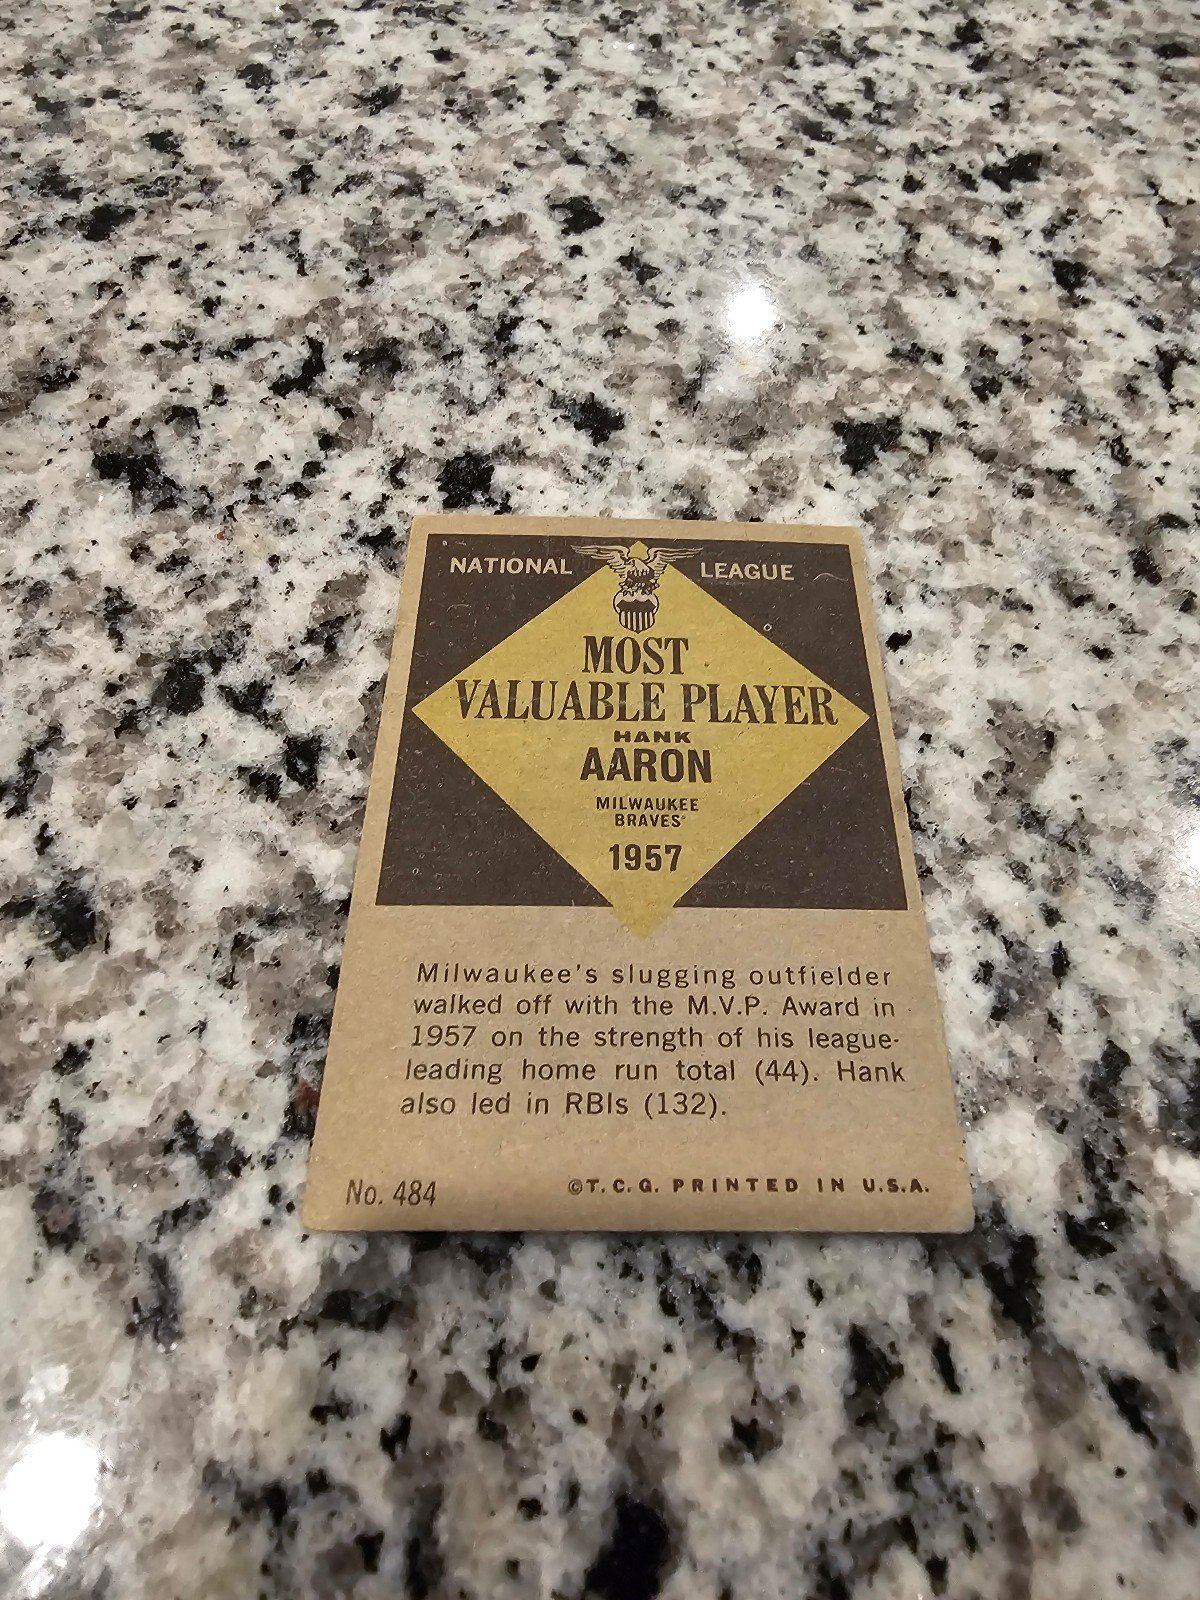 NATIONAL LEAGUE
MOST
VALUABLE PLAYER
HANK
AARON
MILWAUKEE
BRAVES
1957
Milwaukee's slugging outfielder
walked off with the M.V.P. Award in
1957 on the strength of his league-
leading home run total (44). Hank
also led in RBIs (132).
No. 484 ©T.C.G. PRINTED IN U.S.A.